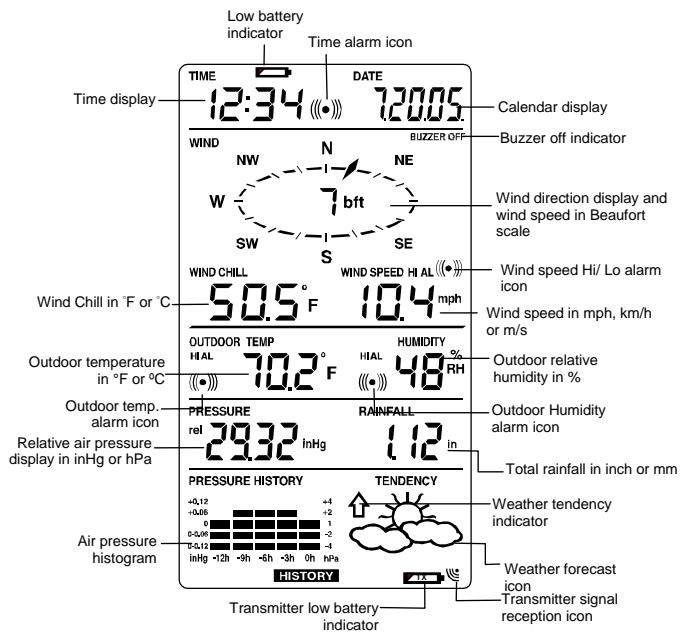 Low battery
indicator
Time alarm icon
TIME
DATE
Time display
12:34
7.20.05.
Calendar display
BUZZER OFF
Buzzer off indicator
WIND
N
NW
NE
W
7 bft
E
Wind direction display and
wind speed in Beaufort
scale
SW
SE
S
WIND CHILL
WIND SPEED HI AL
Wind speed Hi/ Lo alarm
icon
Wind Chill in °F or °C
50.5°F
10.4 mph
Wind speed in mph, km/h
or m/s
OUTDOOR TEMP
HUMIDITY
Outdoor temperature
in °F or ºC
HI AL
70.2°F
HI AL
48 % RH
Outdoor relative
humidity in %
Outdoor temp.
alarm icon
Outdoor Humidity
alarm icon
PRESSURE
RAINFALL
Relative air pressure
display in inHg or hPa
rel 29.32 inHg
1.12 in
Total rainfall in inch or mm
PRESSURE HISTORY
TENDENCY
+0.12
+4
+0.06
+2
0
1
0-0.06
-2
0-0.12
-4
inHg -12h -9h -6h -3h 0h hPa
Weather tendency
indicator
Air pressure
histogram
Weather forecast
icon
HISTORY
TX
Transmitter signal
reception icon
Transmitter low battery
indicator